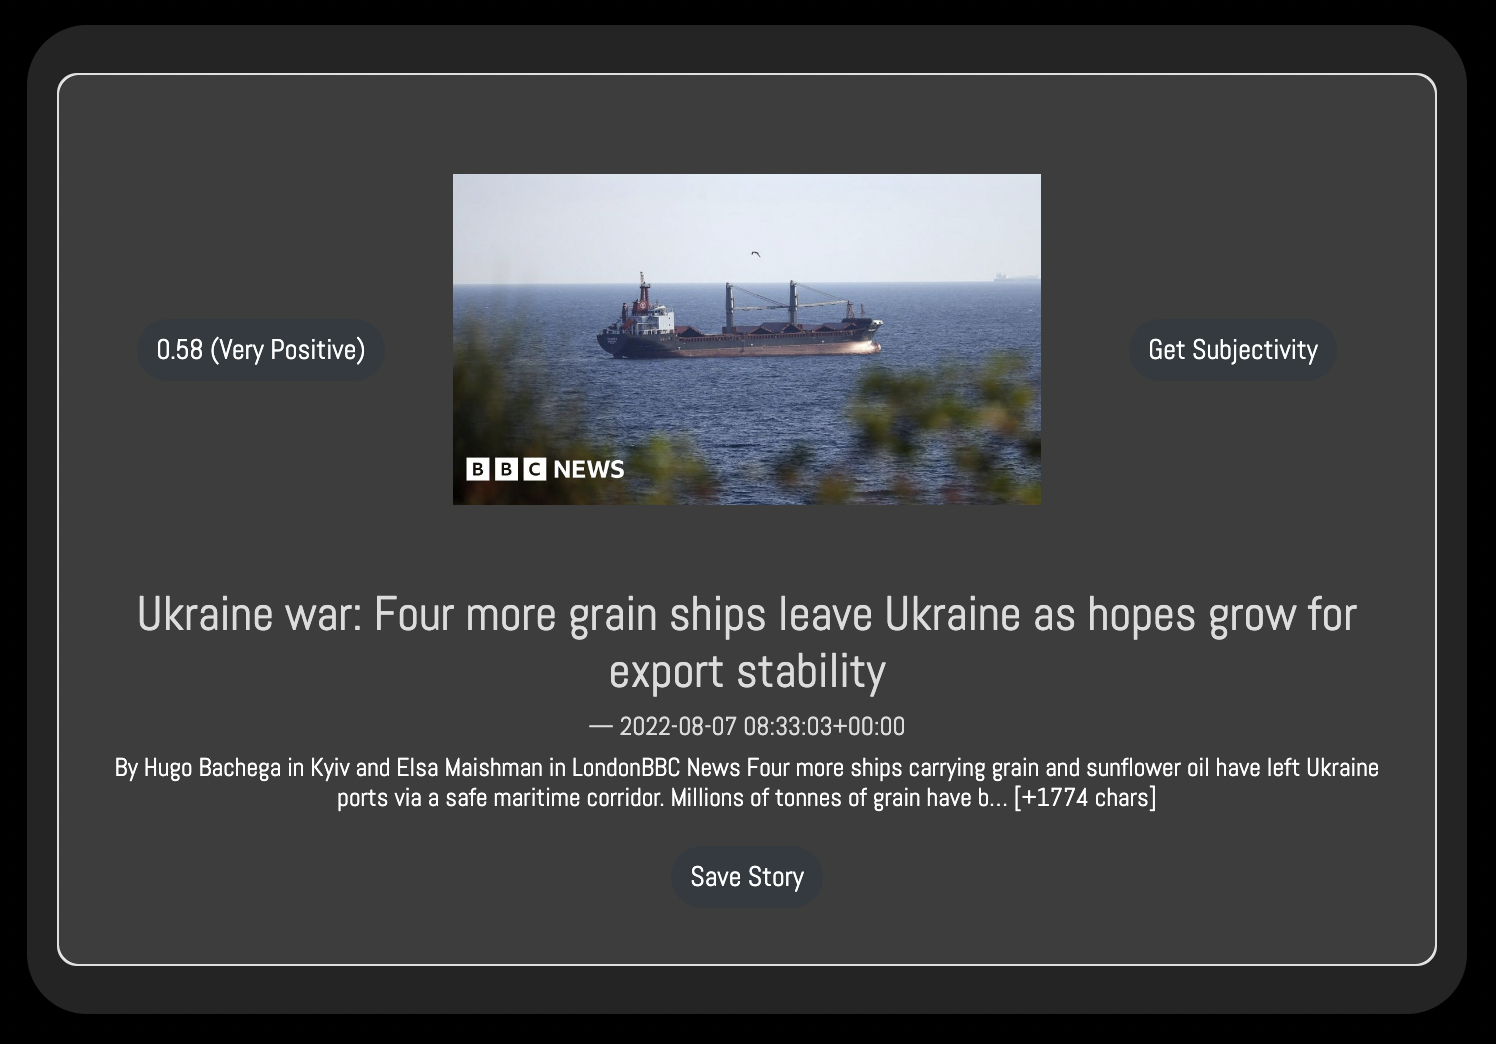 0.58 (Very Positive)
Get Subjectivity
BBC NEWS
Ukraine war: Four more grain ships leave Ukraine as hopes grow for
export stability
— 2022-08-07 08:33:03+00:00
By Hugo Bachega in Kyiv and Elsa Maishman in LondonBBC News Four more ships carrying grain and sunflower oil have left Ukraine
ports via a safe maritime corridor. Millions of tonnes of grain have b… [+1774 chars]
Save Story